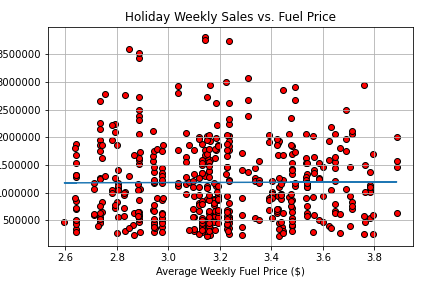 Holiday Weekly Sales vs. Fuel Price
3500000
3000000
2500000
2000000
1500000
1000000
500000
2.6 2.8 3.0 3.2 3.4 3.6 3.8
Average Weekly Fuel Price ($)